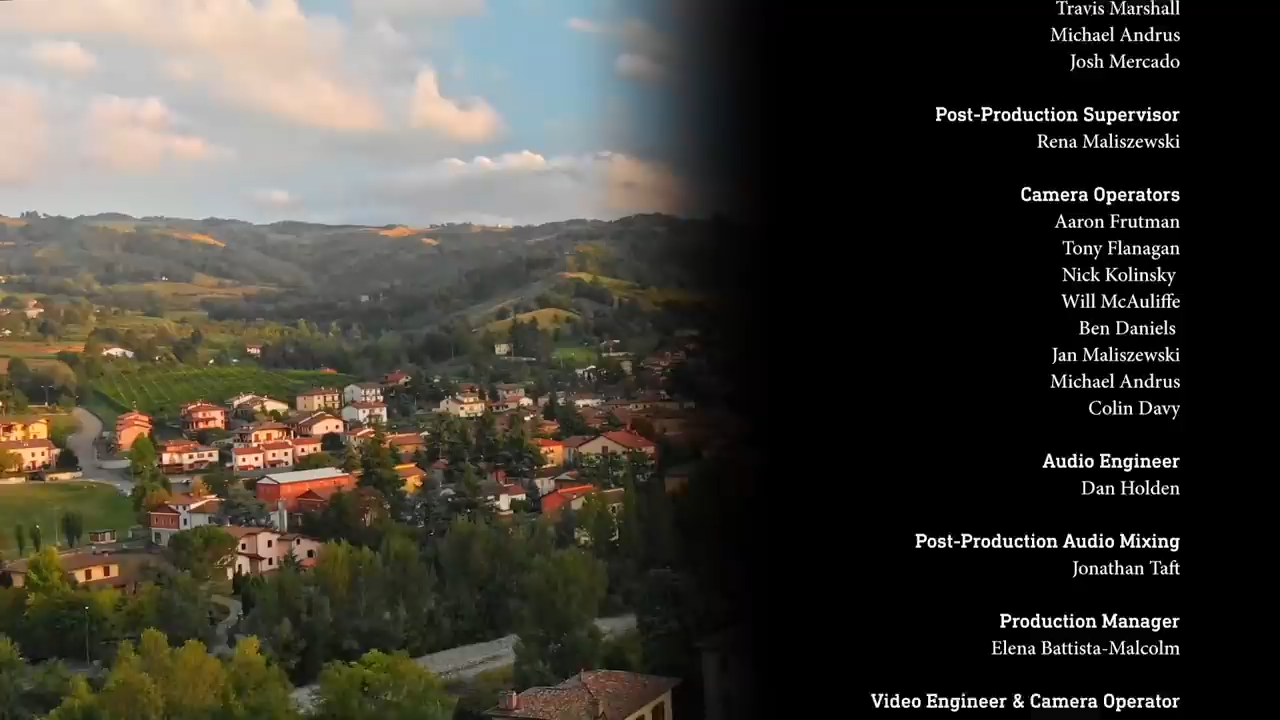 Travis Marshall
Michael Andrus
Josh Mercado
Post-Production Supervisor
Rena Maliszewski
Camera Operators
Aaron Frutman
Tony Flanagan
Nick Kolinsky
Will McAuliffe
Ben Daniels
Jan Maliszewski
Michael Andrus
Colin Davy
Audio Engineer
Dan Holden
Post-Production Audio Mixing
Jonathan Taft
Production Manager
Elena Battista-Malcolm
Video Engineer & Camera Operator